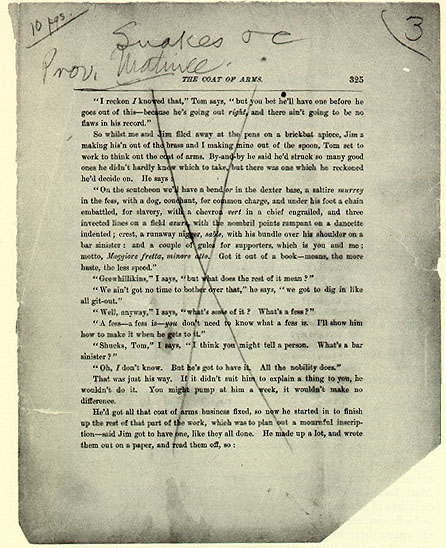 10 pgs.
3
Snakes &c
Prov. Matinee.
THE COAT OF ARMS. 325
"I reckon I knowed that," Tom says, "but you bet he'll have one before he
goes out of this—because he's going out right, and there ain't going to be no
flaws in his record."
So whilst me and Jim filed away at the pens on a brickbat apiece, Jim a
making his'n out of the brass and I making mine out of the spoon, Tom set
to work to think out the coat of arms. By-and-by he said he'd struck so many
good ones he didn't hardly know which to take, but there was one which he reckoned
he'd decide on. He says:
"On the scutcheon we'll have a bend or in the dexter base, a saltire murrey
in the fess, with a dog, couchant, for common charge, and under his foot a chain
embattled, for slavery, with a chevron vert in a chief engrailed, and three
invected lines on a field azure, with the nombril points rampant on a dancette
indented; crest, a runaway nigger, sable, with his bundle over his shoulder on a
bar sinister: and a couple of gules for supporters, which is you and me;
motto, Maggiore fretta, minore atto. Got it out of a book—means, the more
haste, the less speed."
"Geewhillikins," I says, "but what does the rest of it mean?"
"We ain't got no time to bother over that," he says, "we got to dig in like
all git-out."
"Well, anyway," I says, "what's some of it? What's a fess?"
"A fess—a fess is—you don't need to know what a fess is. I'll show him
how to make it when he gets to it."
"Shucks, Tom," I says, "I think you might tell a person. What's a bar
sinister?"
"Oh, I don't know. But he's got to have it. All the nobility does."
That was just his way. If it didn't suit him to explain a thing to you, he
wouldn't do it. You might pump at him a week, it wouldn't make no
difference.
He'd got all that coat of arms business fixed, so now he started in to finish
up the rest of that part of the work, which was to plan out a mournful inscrip-
tion—said Jim got to have one, like they all done. He made up a lot, and wrote
them out on a paper, and read them off, so: